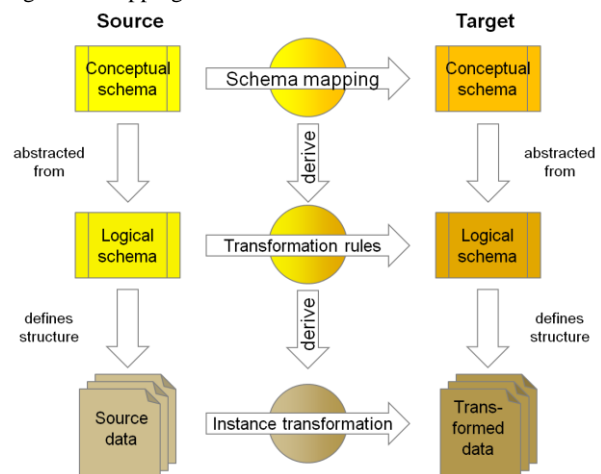 Source
Target
Conceptual
schema
Schema mapping
Conceptual
schema
abstracted
from
derive
abstracted
from
Logical
schema
Transformation rules
Logical
schema
defines
structure
derive
defines
structure
Source
data
Instance transformation
Trans-
formed
data